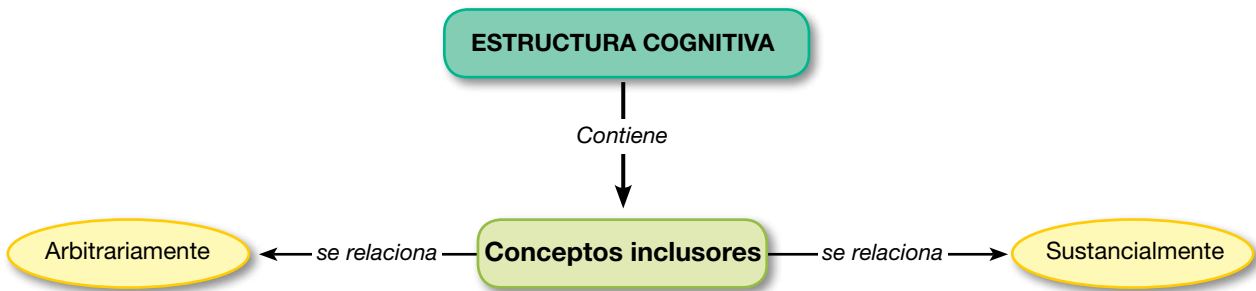 ESTRUCTURA COGNITIVA
Contiene
Arbitrariamente
se relaciona
Conceptos inclusores
se relaciona
Sustancialmente